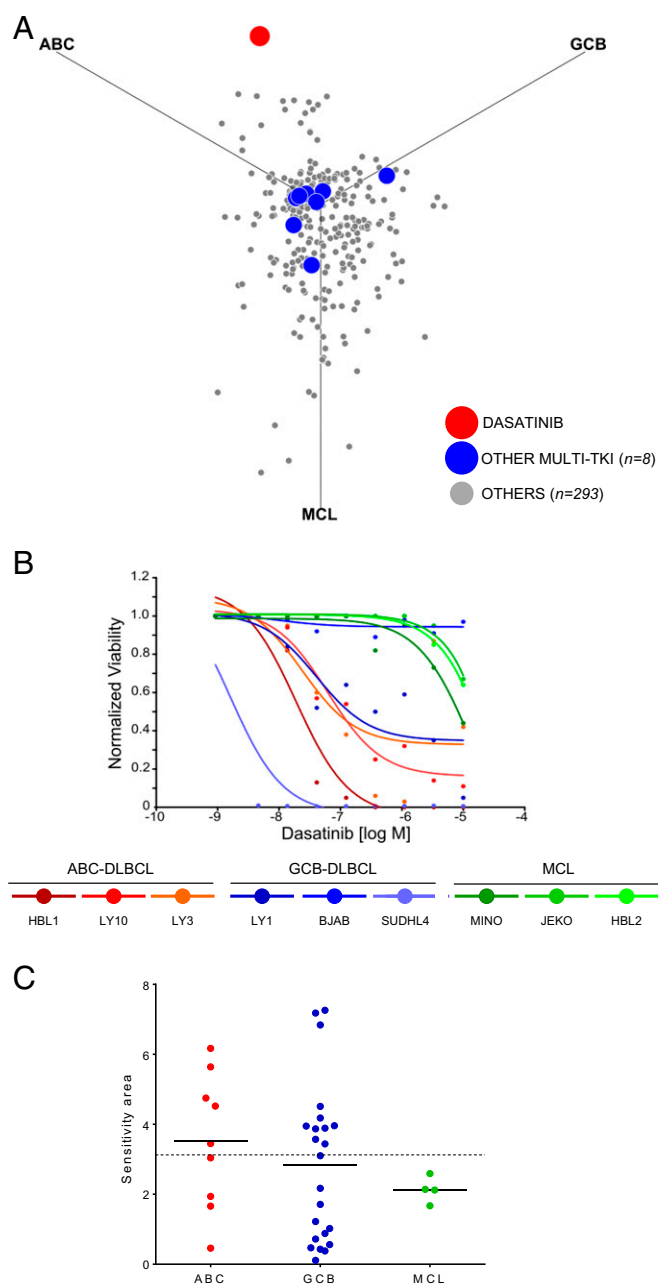 A
ABC
GCB
MCL
DASATINIB
OTHER MULTI-TKI (n=8)
OTHERS (n=293)
B
Normalized Viability
1.2
1.0
0.8
0.6
0.4
0.2
0
-10
-9
-8
-7
-6
-5
-4
Dasatinib [log M]
ABC-DLBCL
GCB-DLBCL
MCL
HBL1
LY10
LY3
LY1
BJAB
SUDHL4
MINO
JEKO
HBL2
C
Sensitivity area
8
6
4
2
0
ABC
GCB
MCL